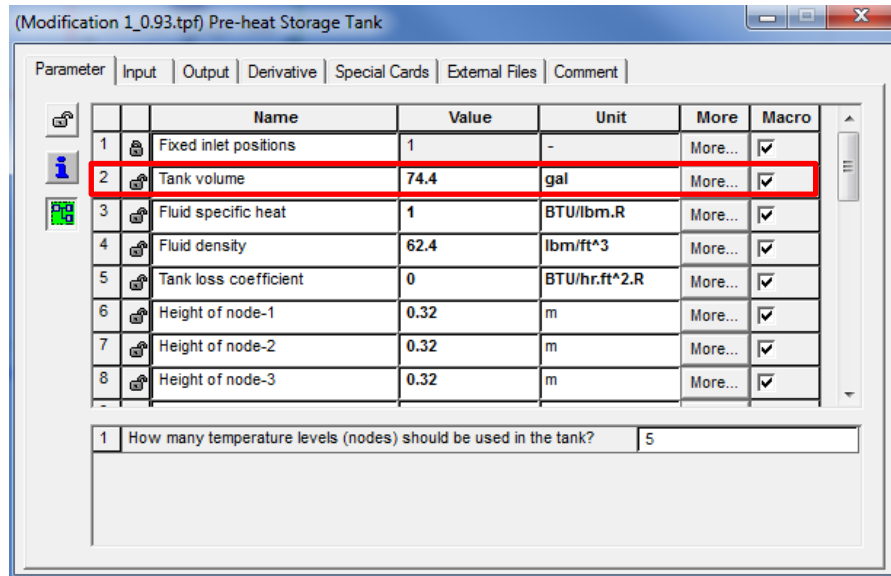 (Modification 1_0.93.tpf) Pre-heat Storage Tank
Parameter Input Output Derivative Special Cards External Files Comment
Name Value Unit More Macro
1 Fixed inlet positions 1 - More...
2 Tank volume 74.4 gal More...
3 Fluid specific heat 1 BTU/lbm.R More...
4 Fluid density 62.4 lbm/ft^3 More...
5 Tank loss coefficient 0 BTU/hr.ft^2.R More...
6 Height of node-1 0.32 m More...
7 Height of node-2 0.32 m More...
8 Height of node-3 0.32 m More...
1 How many temperature levels (nodes) should be used in the tank? 5